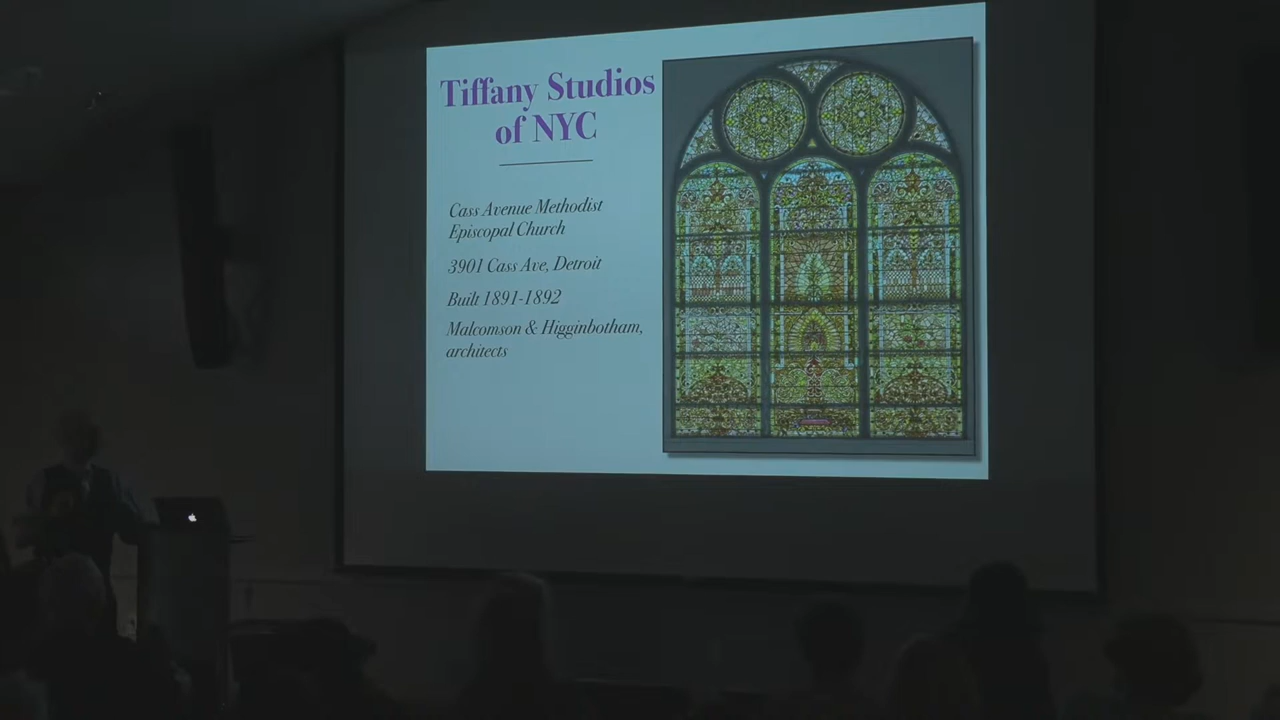 Tiffany Studios
of NYC
Cass Avenue Methodist
Episcopal Church
3901 Cass Ave, Detroit
Built 1891-1892
Malcomson & Higginbotham,
architects